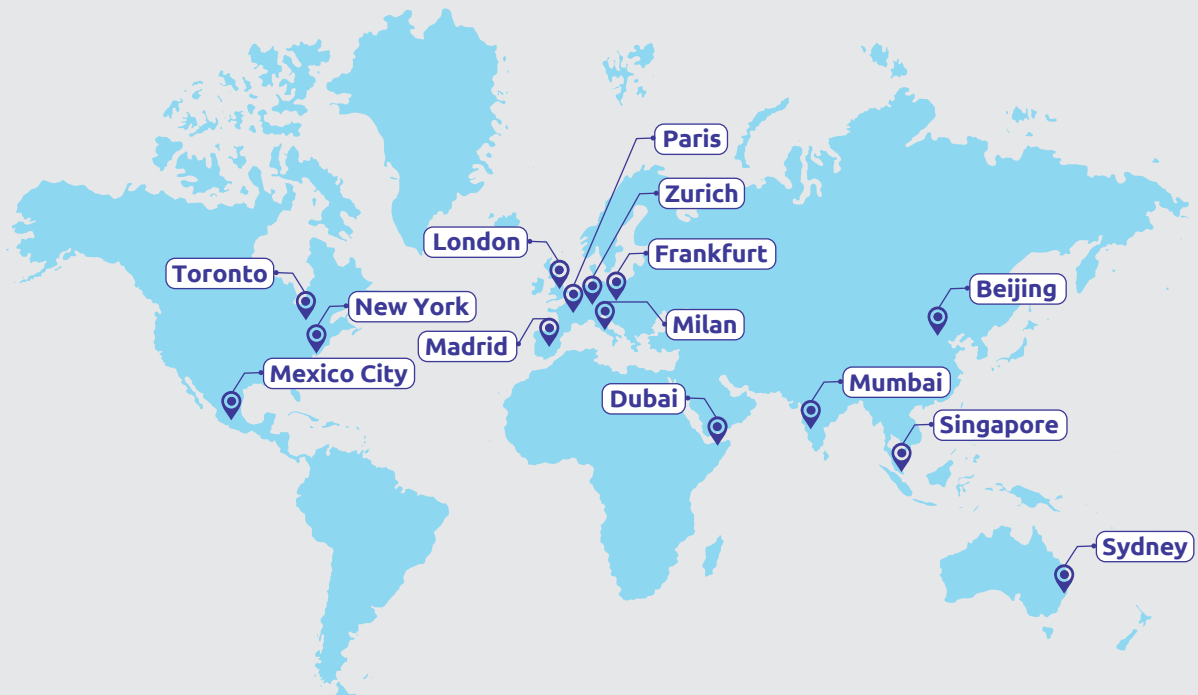 Paris
Zurich
London
Frankfurt
Toronto
Beijing
New York
Milan
Madrid
Mexico City
Mumbai
Dubai
Singapore
Sydney